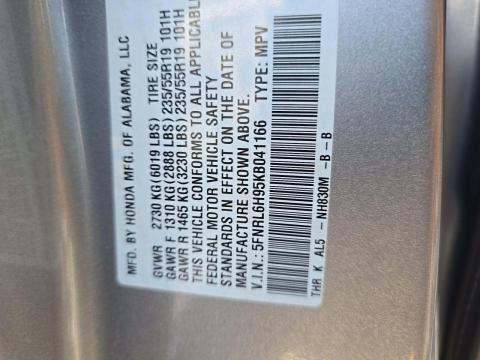 MFD. BY HONDA MFG. OF ALABAMA, LLC
TIRE SIZE
GVWR 2730 KG(6019 LBS)
GAWR F 1310 KG(2888 LBS) 235/55R19 101H
GAWR R 1465 KG(3230 LBS) 235/55R19 101H
THIS VEHICLE CONFORMS TO ALL APPLICABLE
FEDERAL MOTOR VEHICLE SAFETY
STANDARDS IN EFFECT ON THE DATE OF
MANUFACTURE SHOWN ABOVE.
V.I.N.: 5FNRL6H95KB041166 TYPE: MPV
THR K AL5 - NH830M -B -B